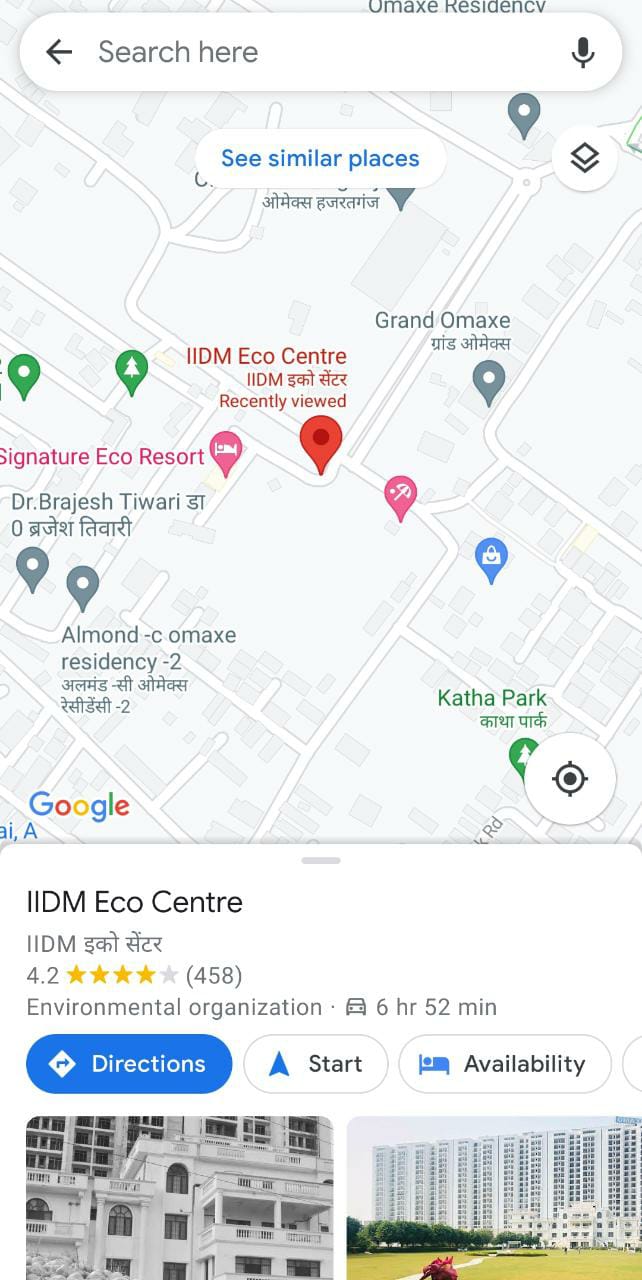 Omaxe Residency
Search here
See similar places
ओमेक्स हजरतगंज
Grand Omaxe
ग्रांड ओमेक्स
IIDM Eco Centre
IIDM इको सेंटर
Recently viewed
Signature Eco Resort
Dr.Brajesh Tiwari डा
0 ब्रजेश तिवारी
Almond -c omaxe
residency -2
अलमंड -सी ओमेक्स
रेसीडेंसी -2
Katha Park
काथा पार्क
Google
ai, A
k Rd
IIDM Eco Centre
IIDM इको सेंटर
4.2 (458)
Environmental organization · 6 hr 52 min
Directions
Start
Availability